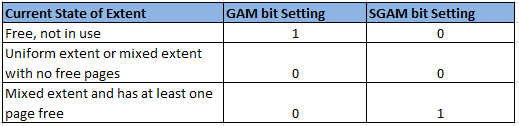 Current State of Extent GAM bit Setting SGAM bit Setting
Free, not in use 1 0
Uniform extent or mixed extent
with no free pages 0 0
Mixed extent and has at least one
page free 0 1